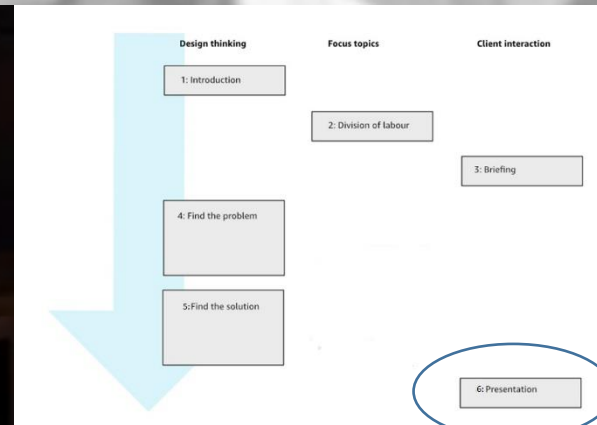 Design thinking Focus topics Client interaction
1: Introduction
2: Division of labour
3: Briefing
4: Find the problem
5:Find the solution
6: Presentation